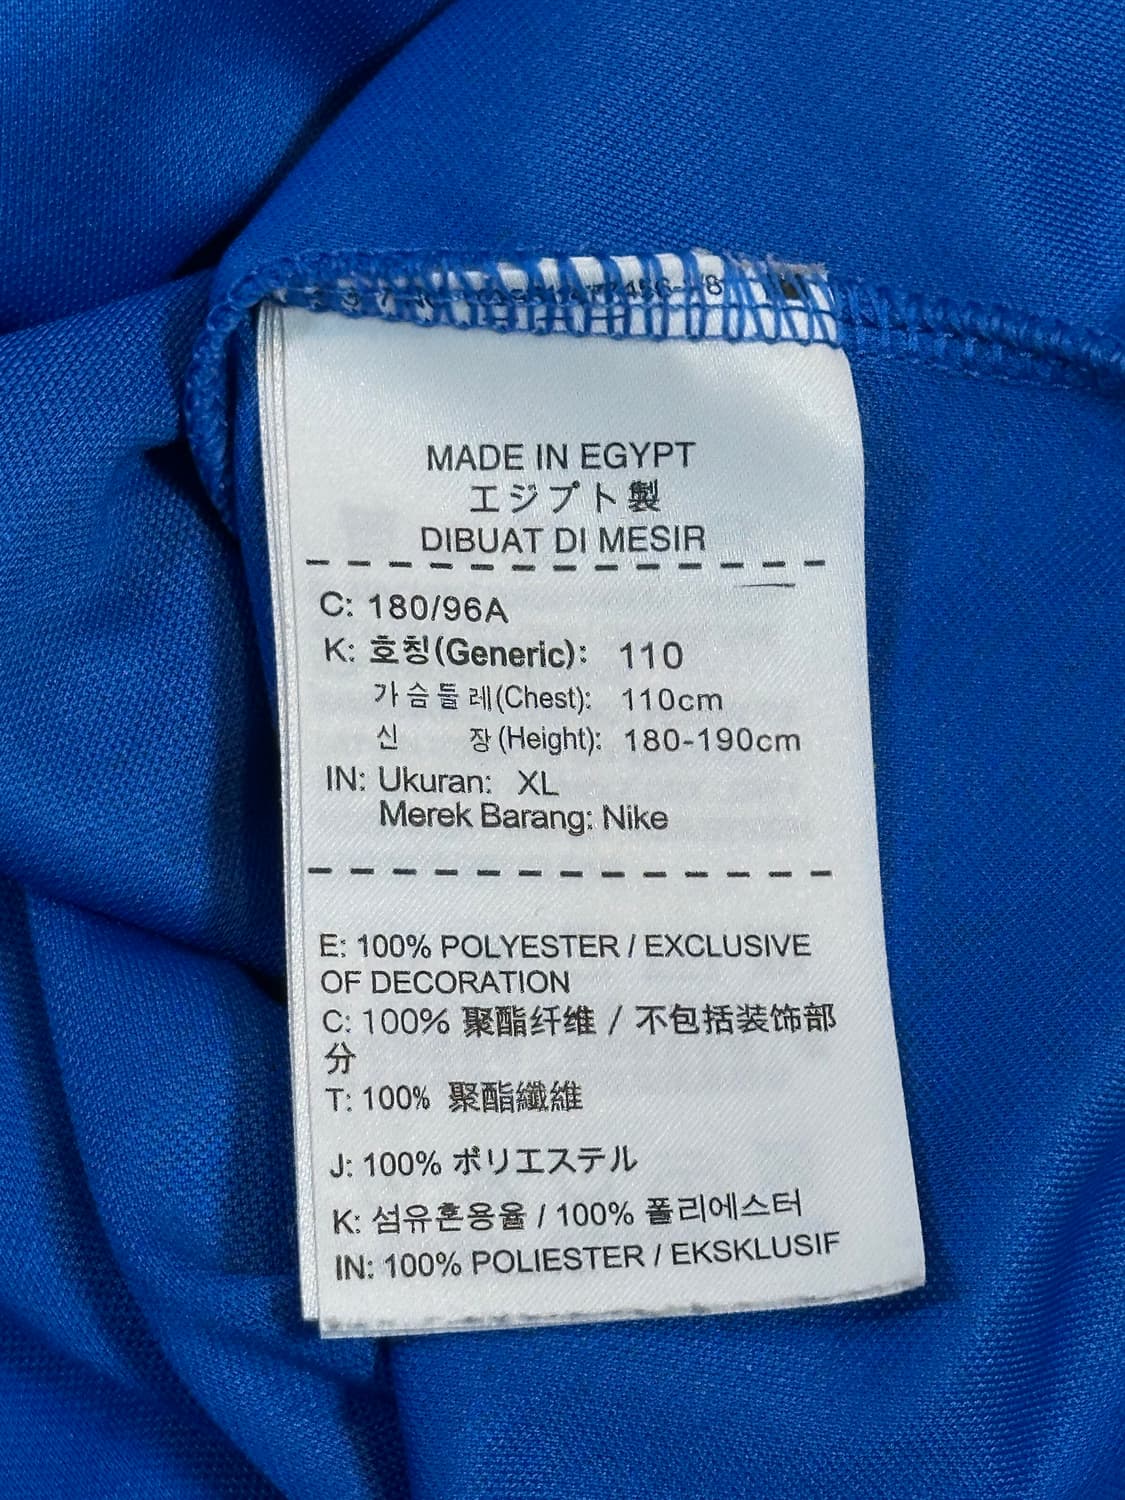 MADE IN EGYPT
エジプト製
DIBUAT DI MESIR
C: 180/96A
K: 호칭(Generic): 110
가슴둘레(Chest): 110cm
신 장(Height): 180-190cm
IN: Ukuran: XL
Merek Barang: Nike
E: 100% POLYESTER / EXCLUSIVE
OF DECORATION
C: 100% 聚酯纤维 / 不包括装饰部
分
T: 100% 聚酯纖維
J: 100% ポリエステル
K: 섬유혼용율 / 100% 폴리에스터
IN: 100% POLIESTER / EKSKLUSIF